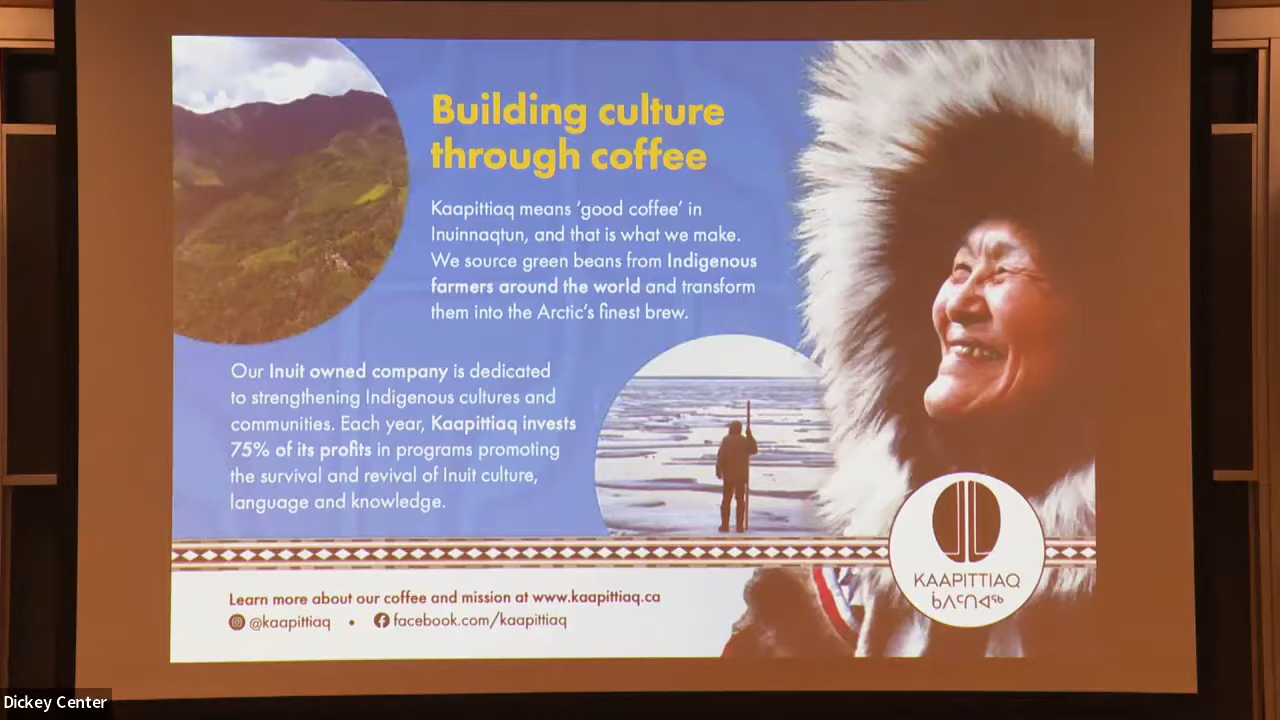 Building culture
through coffee
Kaapittiaq means ‘good coffee’ in
Inuinnaqtun, and that is what we make.
We source green beans from Indigenous
farmers around the world and transform
them into the Arctic’s finest brew.
Our Inuit owned company is dedicated
to strengthening Indigenous cultures and
communities. Each year, Kaapittiaq invests
75% of its profits in programs promoting
the survival and revival of Inuit culture,
language and knowledge.
KAAPITTIAQ
ᑳᐱᑦᑎᐊᖅ
Learn more about our coffee and mission at www.kaapittiaq.ca
@kaapittiaq • facebook.com/kaapittiaq
Dickey Center